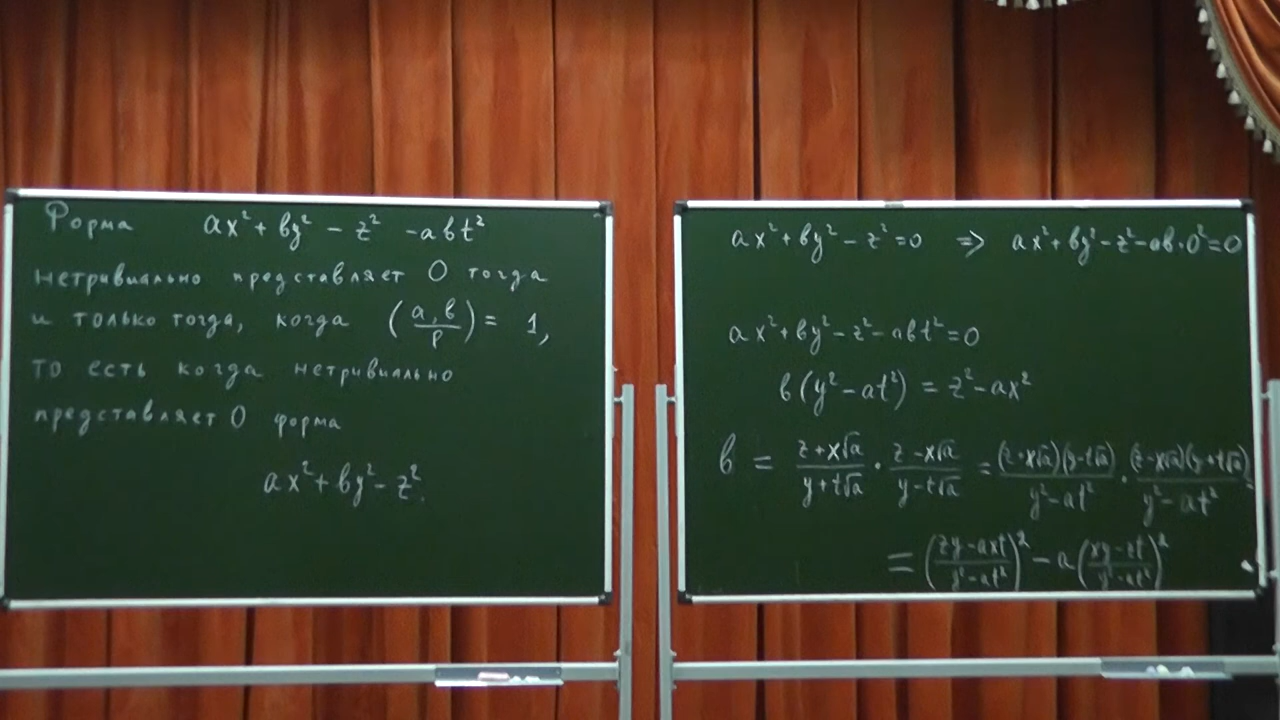 Форма ax² + by² - z² - abt²
нетривиально представляет 0 тогда
и только тогда, когда (a,b/p) = 1,
то есть когда нетривиально
представляет 0 форма
ax² + by² - z².
ax² + by² - z² = 0 ⇒ ax² + by² - z² - ab·0² = 0
ax² + by² - z² - abt² = 0
b(y² - at²) = z² - ax²
b = (z + x√a)/(y + t√a) · (z - x√a)/(y - t√a) = (z + x√a)(y - t√a)/(y² - at²) · (z - x√a)(y + t√a)/(y² - at²) =
= ((zy - axt)/(y² - at²))² - a((xy - zt)/(y² - at²))²